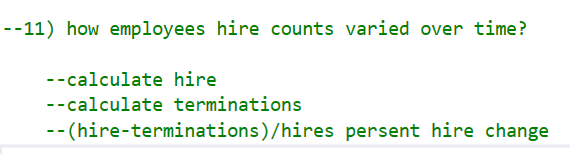 --11) how employees hire counts varied over time?
--calculate hire
--calculate terminations
--(hire-terminations)/hires persent hire change